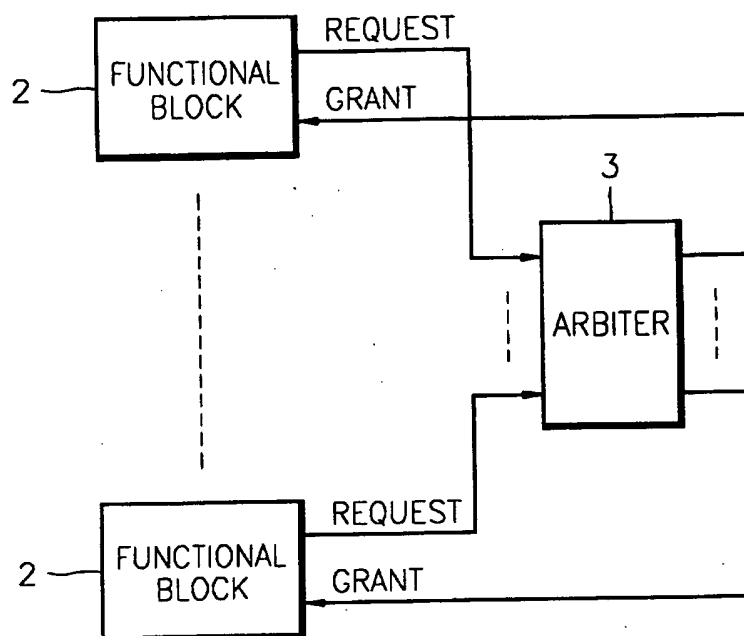 REQUEST
2
FUNCTIONAL
BLOCK
GRANT
3
ARBITER
REQUEST
2
FUNCTIONAL
BLOCK
GRANT